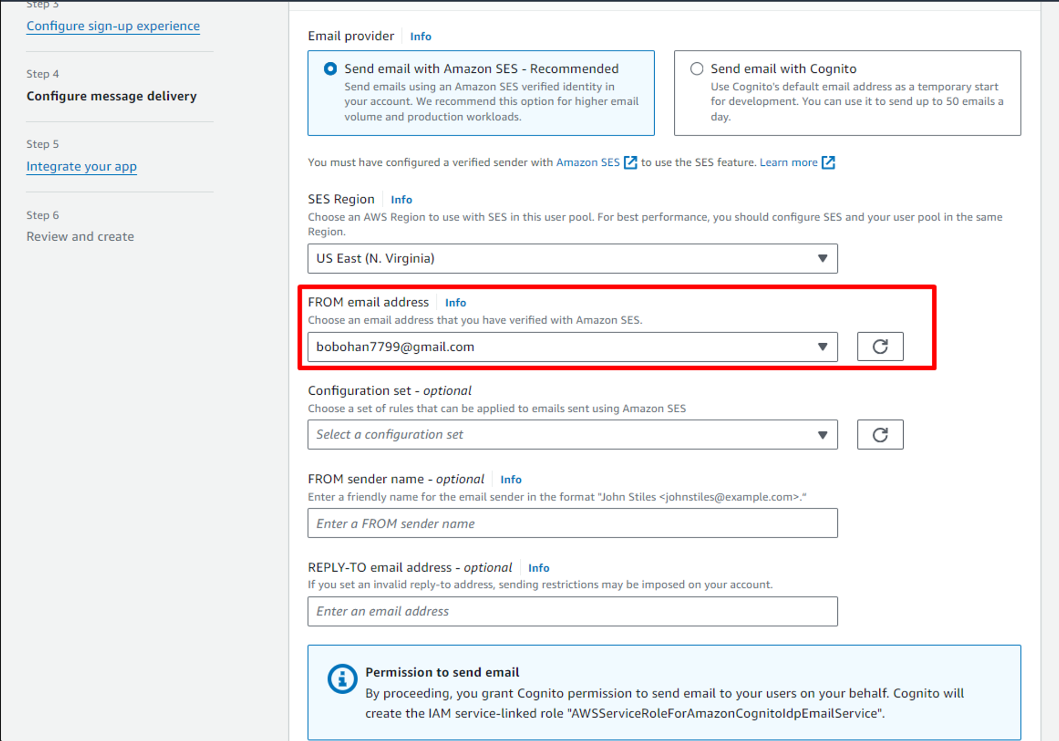 Step 3
Configure sign-up experience
Step 4
Configure message delivery
Step 5
Integrate your app
Step 6
Review and create
Email provider Info
Send email with Amazon SES - Recommended
Send emails using an Amazon SES verified identity in
your account. We recommend this option for higher email
volume and production workloads.
Send email with Cognito
Use Cognito's default email address as a temporary start
for development. You can use it to send up to 50 emails a
day.
You must have configured a verified sender with Amazon SES to use the SES feature. Learn more
SES Region Info
Choose an AWS Region to use with SES in this user pool. For best performance, you should configure SES and your user pool in the same
Region.
US East (N. Virginia)
FROM email address Info
Choose an email address that you have verified with Amazon SES.
bobohan7799@gmail.com
Configuration set - optional
Choose a set of rules that can be applied to emails sent using Amazon SES
Select a configuration set
FROM sender name - optional Info
Enter a friendly name for the email sender in the format "John Stiles <johnstiles@example.com>."
Enter a FROM sender name
REPLY-TO email address - optional Info
If you set an invalid reply-to address, sending restrictions may be imposed on your account.
Enter an email address
Permission to send email
By proceeding, you grant Cognito permission to send email to your users on your behalf. Cognito will
create the IAM service-linked role "AWSServiceRoleForAmazonCognitoIdpEmailService".